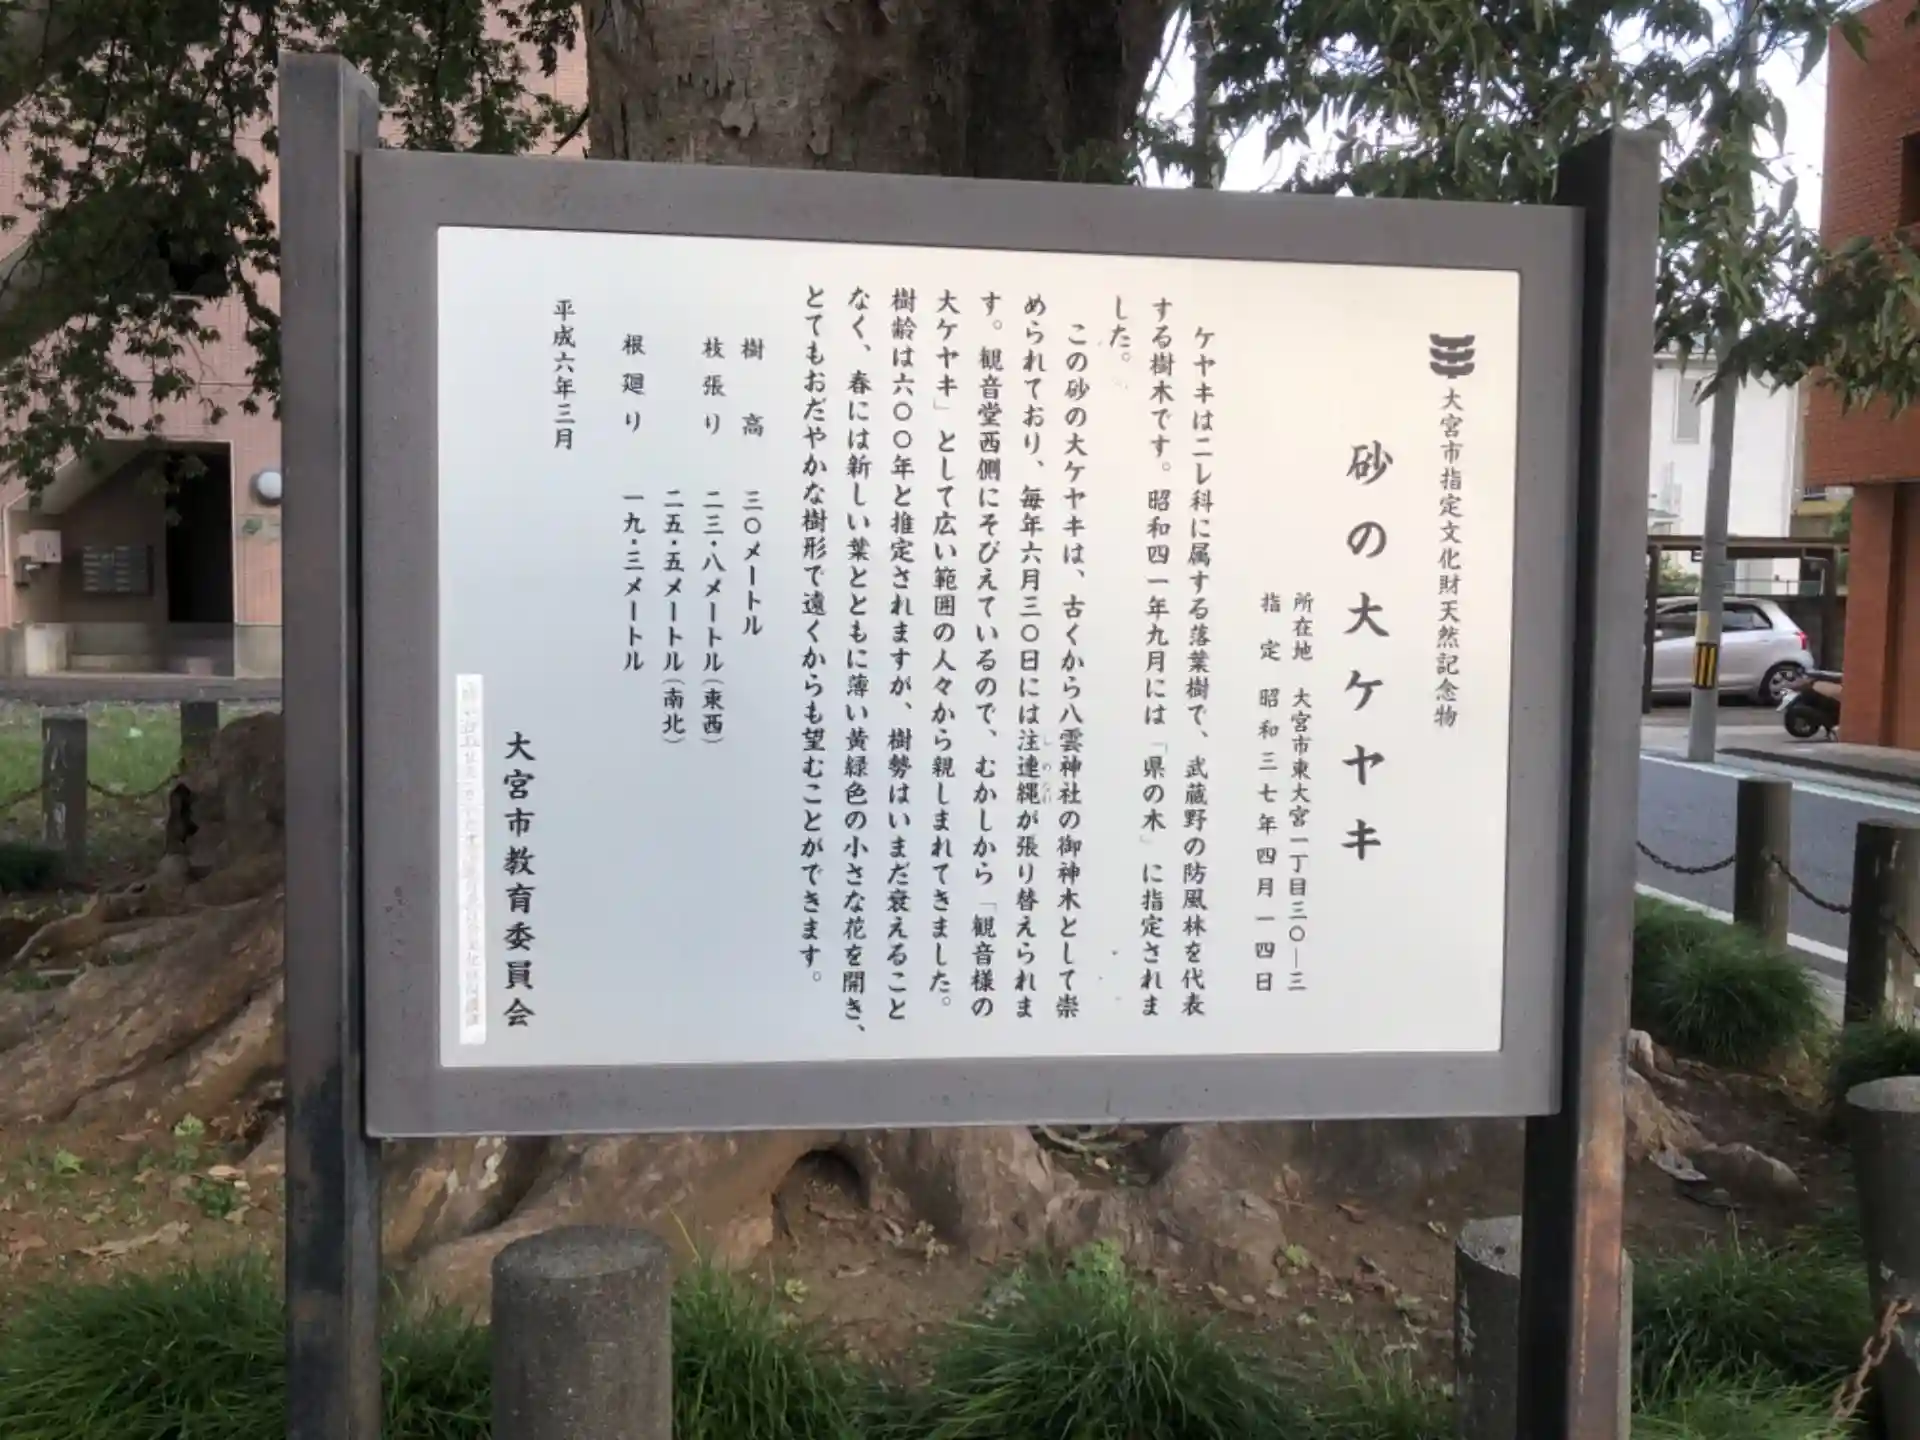 大宮市指定文化財天然記念物
砂の大ケヤキ
所在地 大宮市東大宮一丁目三〇―三
指定 昭和三七年四月一四日
ケヤキはニレ科に属する落葉樹で、武蔵野の防風林を代表
する樹木です。昭和四一年九月には「県の木」に指定されま
した。
この砂の大ケヤキは、古くから八雲神社の御神木として崇
められており、毎年六月三〇日には注連縄が張り替えられま
す。観音堂西側にそびえているので、むかしから「観音様の
大ケヤキ」として広い範囲の人々から親しまれてきました。
樹齢は六〇〇年と推定されますが、樹勢はいまだ衰えること
なく、春には新しい葉とともに薄い黄緑色の小さな花を開き、
とてもおだやかな樹形で遠くからも望むことができます。
樹高 三〇メートル
枝張り 二三・八メートル(東西)
二五・五メートル(南北)
根廻り 一九・三メートル
平成六年三月
大宮市教育委員会